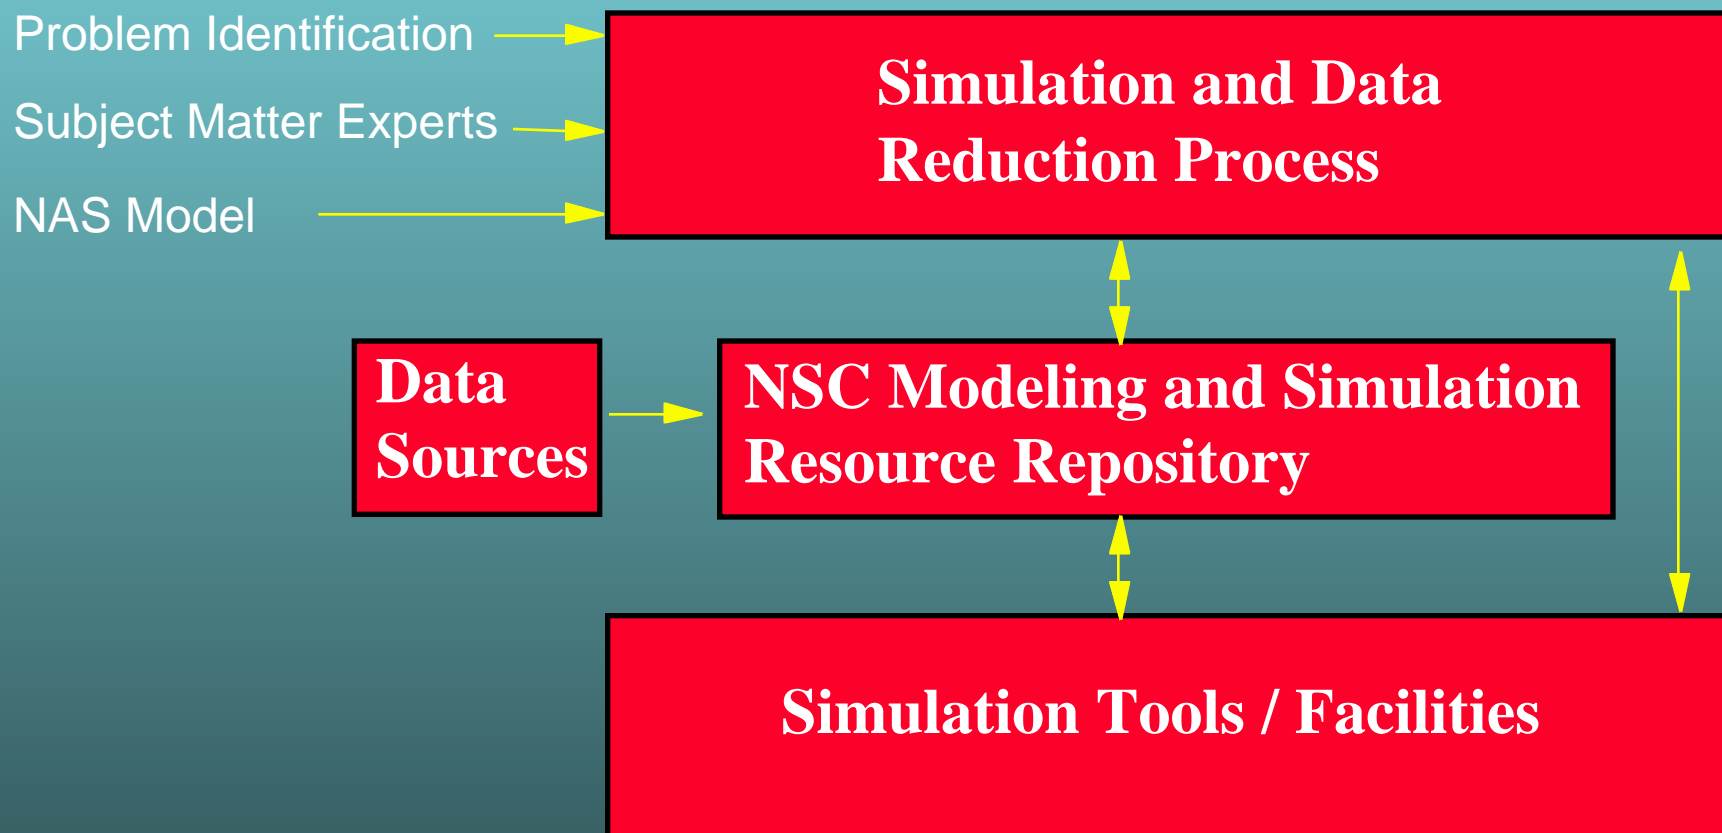 Problem Identification
Subject Matter Experts
NAS Model
Simulation and Data
Reduction Process
Data
Sources
NSC Modeling and Simulation
Resource Repository
Simulation Tools / Facilities